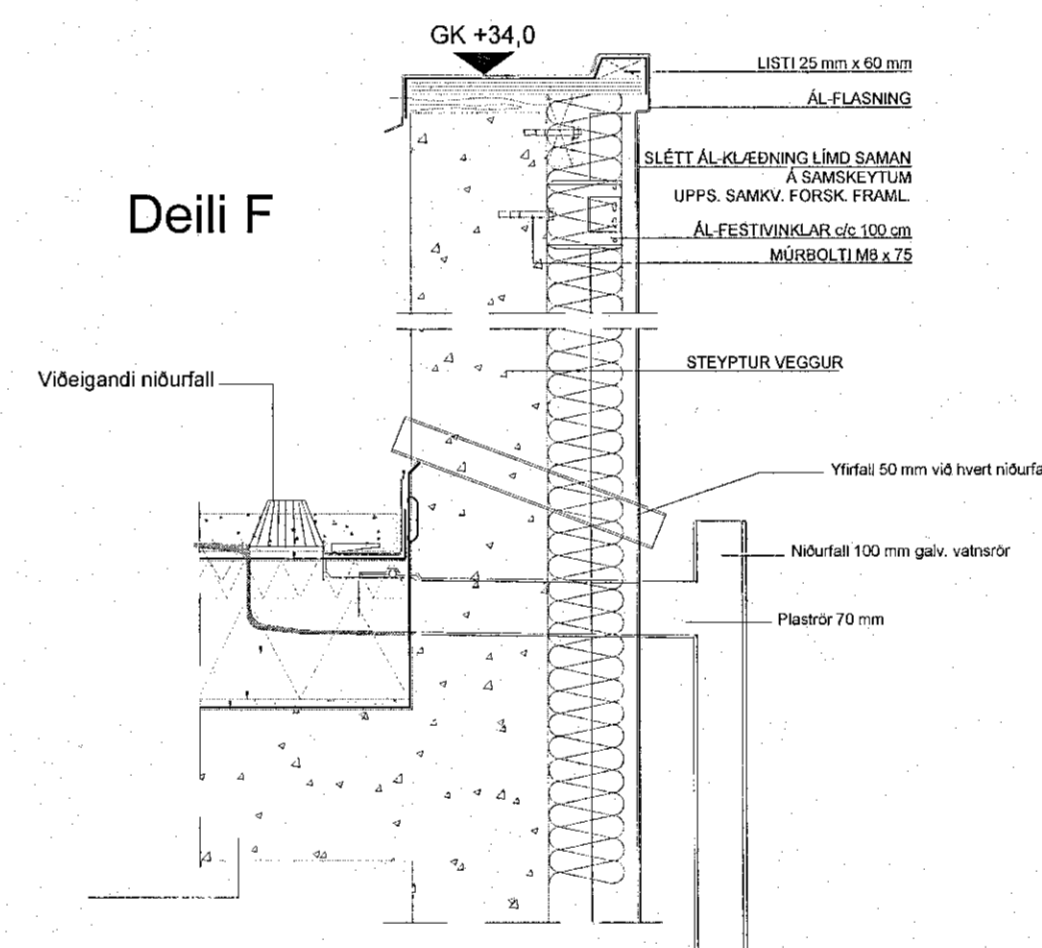 GK +34,0
LISTI 25 mm x 60 mm
ÁL-FLASNING
SLÉTT ÁL-KLÆÐNING LÍMD SAMAN
Á SAMSKEYTUM
UPPS. SAMKV. FORSK. FRAML.
Deili F
ÁL-FESTIVINKLAR c/c 100 cm
MÚRBOLTI M8 x 75
STEYPTUR VEGGUR
Viðeigandi niðurfall
Yfirfall 50 mm við hvert niðurfa
Niðurfall 100 mm galv. vatnsrör
Plaströr 70 mm